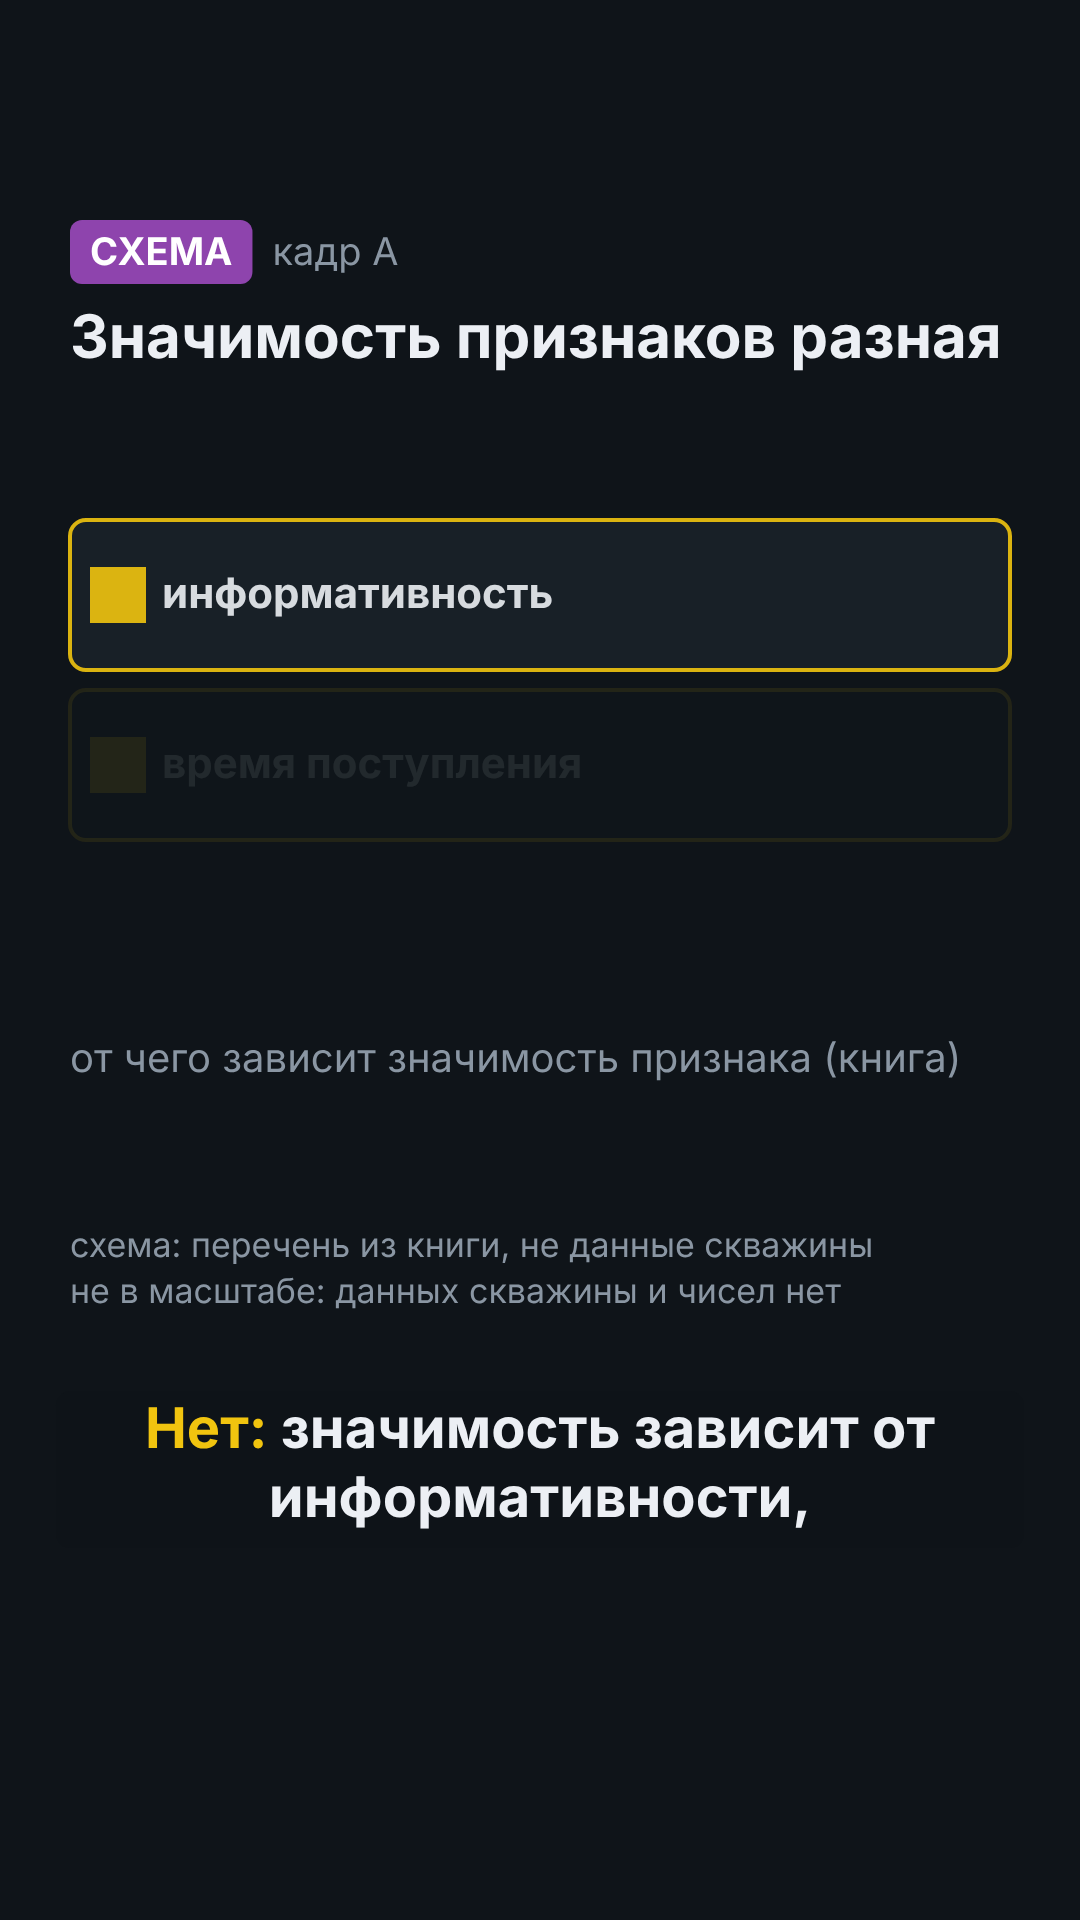 СХЕМА кадр А
Значимость признаков разная
информативность
время поступления
от чего зависит значимость признака (книга)
схема: перечень из книги, не данные скважины
не в масштабе: данных скважины и чисел нет
Нет: значимость зависит от
информативности,